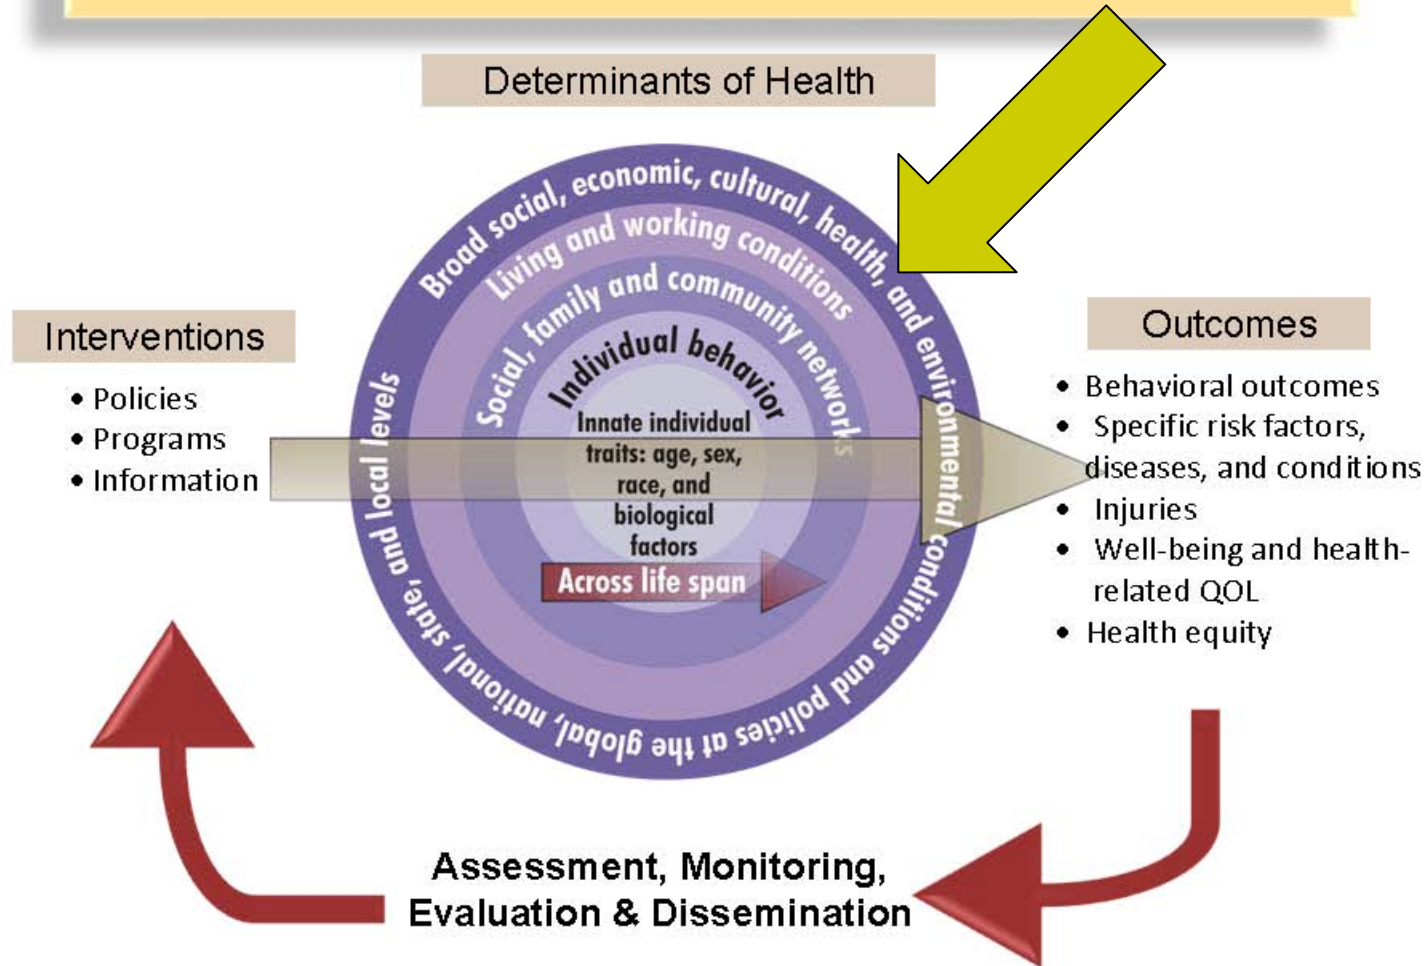 Determinants of Health
Broad social, economic, cultural, health, and environmental conditions and policies at the global, national, state, and local levels
Living and working conditions
Social, family and community networks
Individual behavior
Innate individual
traits: age, sex,
race, and
biological
factors
Across life span
Interventions
• Policies
• Programs
• Information
Outcomes
• Behavioral outcomes
• Specific risk factors,
diseases, and conditions
• Injuries
• Well-being and health-
related QOL
• Health equity
Assessment, Monitoring,
Evaluation & Dissemination